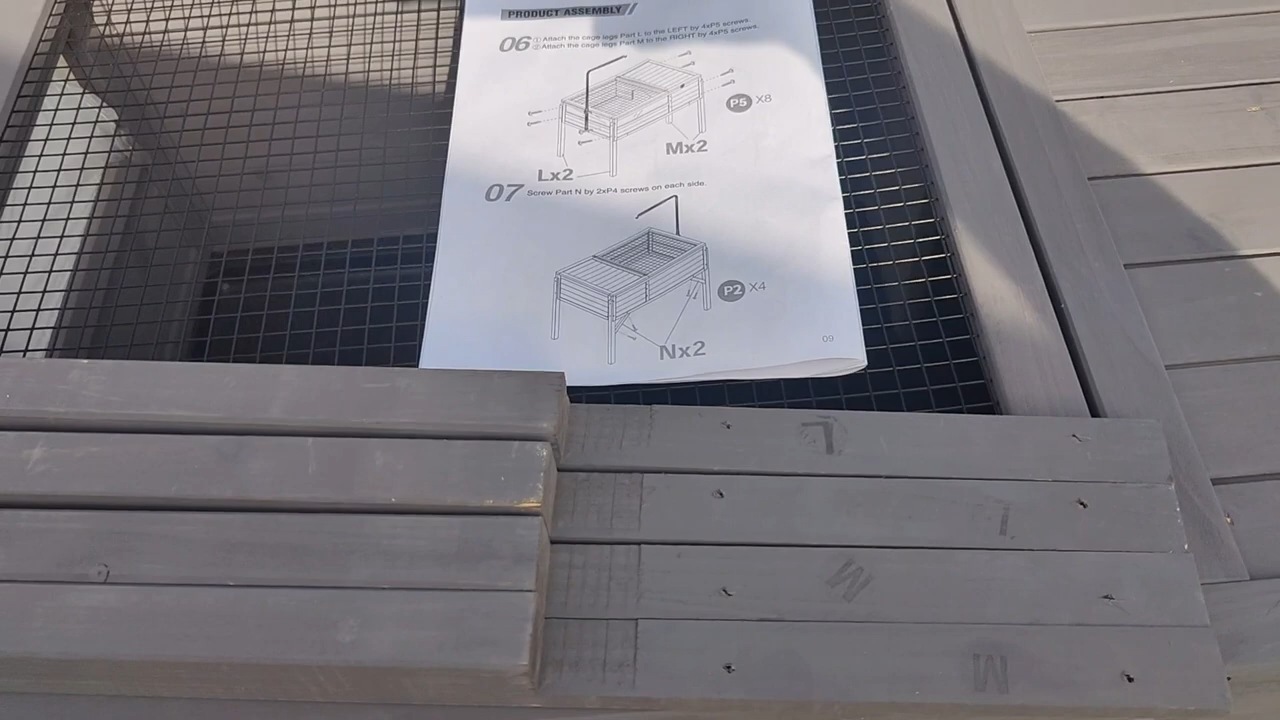 PRODUCT ASSEMBLY
06 ① Attach the cage legs Part L in the LEFT by 4xP5 screws.
② Attach the cage legs Part M in the RIGHT by 4xP5 screws.
P5 X8
Mx2
Lx2
07 Screw Part N by 2xP4 screws on each side.
P2 X4
Nx2
09
L
L
M
M